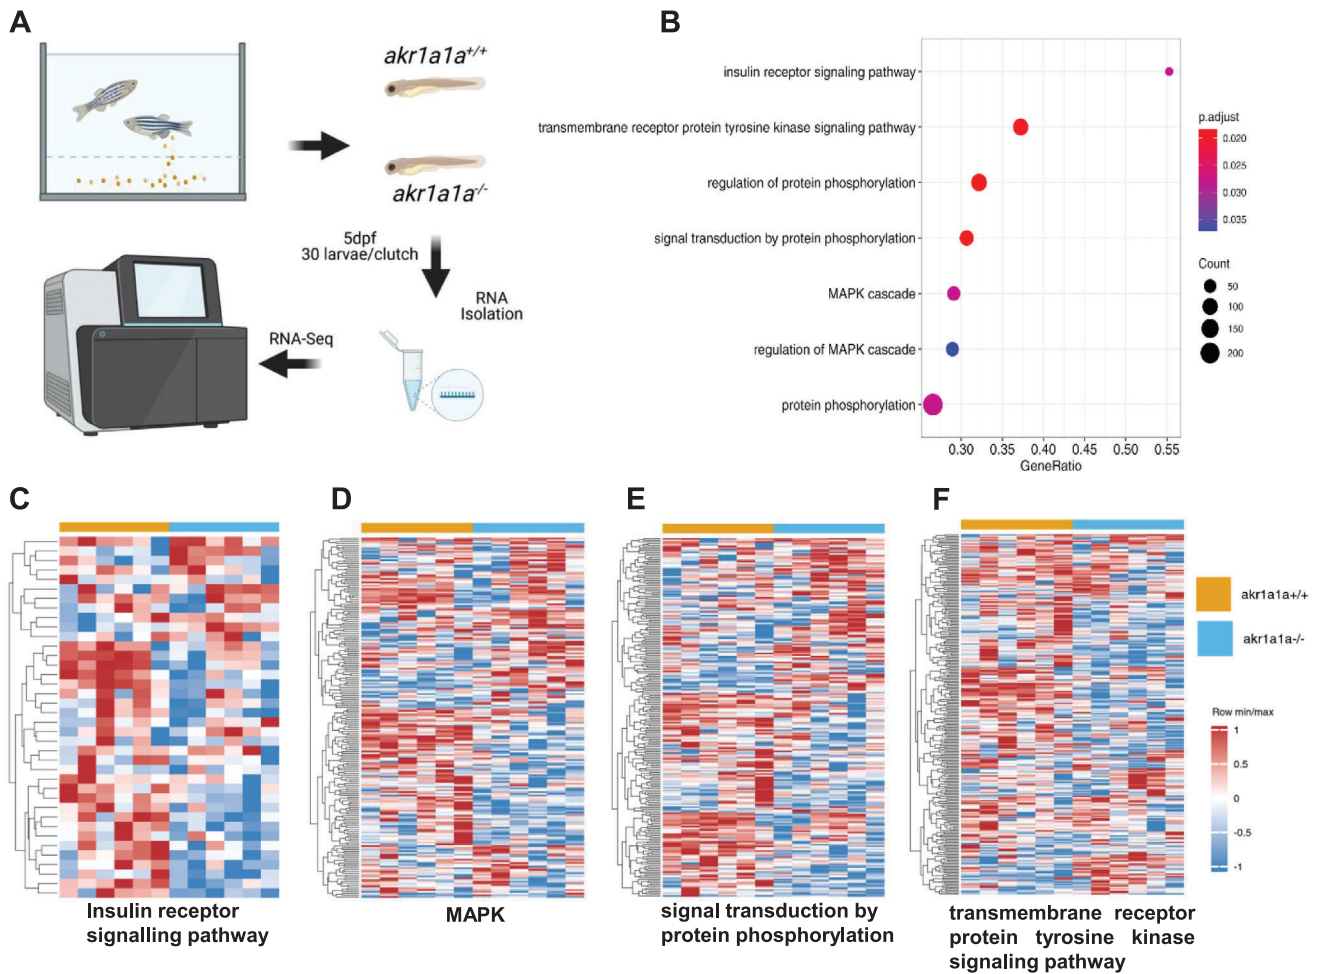 A
akr1a1a+/+
akr1a1a-/-
5dpf
30 larvae/clutch
RNA
Isolation
RNA-Seq
B
insulin receptor signaling pathway
transmembrane receptor protein tyrosine kinase signaling pathway
regulation of protein phosphorylation
signal transduction by protein phosphorylation
MAPK cascade
regulation of MAPK cascade
protein phosphorylation
0.30 0.35 0.40 0.45 0.50 0.55
GeneRatio
p.adjust
0.020
0.025
0.030
0.035
Count
50
100
150
200
C
Insulin receptor
signalling pathway
D
MAPK
E
signal transduction by
protein phosphorylation
F
transmembrane receptor
protein tyrosine kinase
signaling pathway
akr1a1a+/+
akr1a1a-/-
Row min/max
1
0.5
0
-0.5
-1